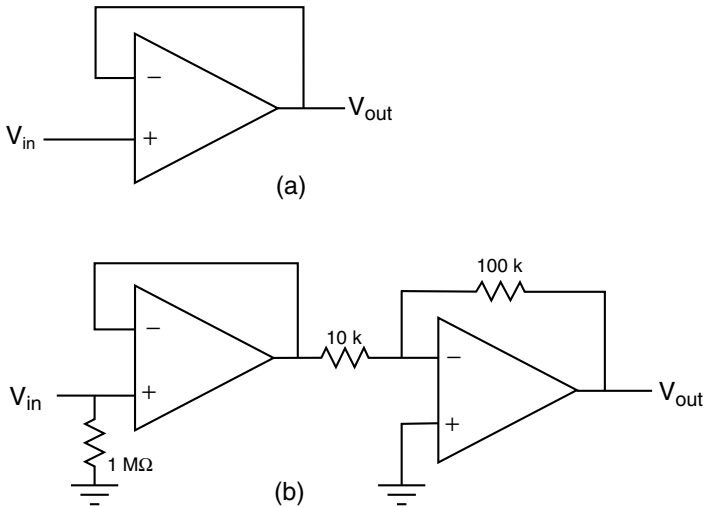 −
V_in
+
V_out
(a)
100 k
10 k
−
−
V_in
+
V_out
+
1 MΩ
(b)